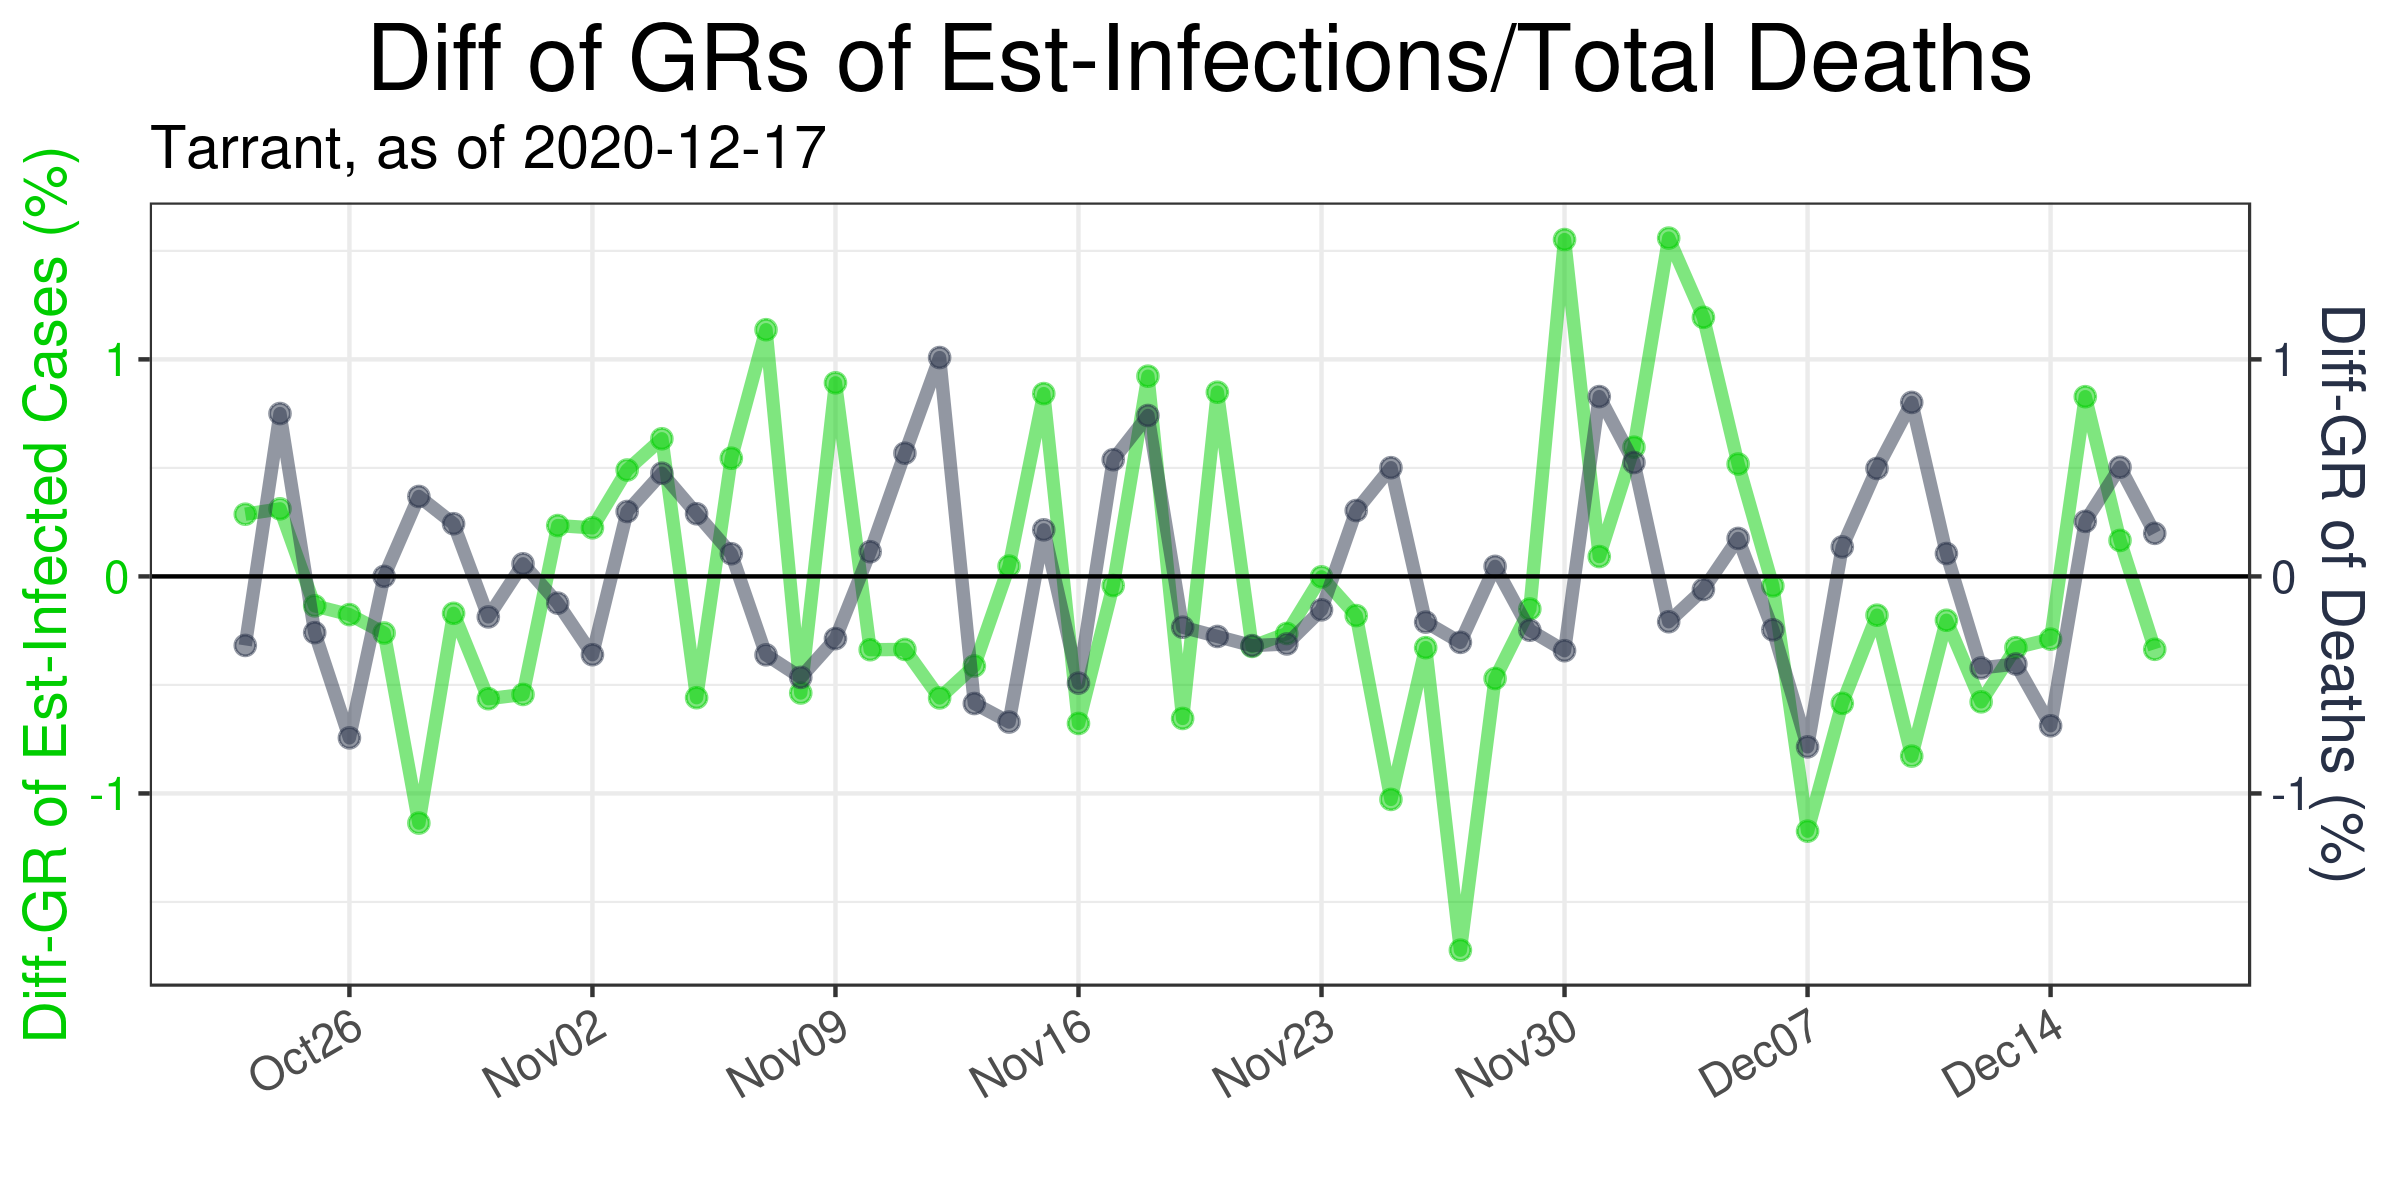 Diff of GRs of Est-Infections/Total Deaths
Tarrant, as of 2020-12-17
Diff-GR of Est-Infected Cases (%)
1
0
-1
1
0
-1
Diff-GR of Deaths (%)
Oct26
Nov02
Nov09
Nov16
Nov23
Nov30
Dec07
Dec14